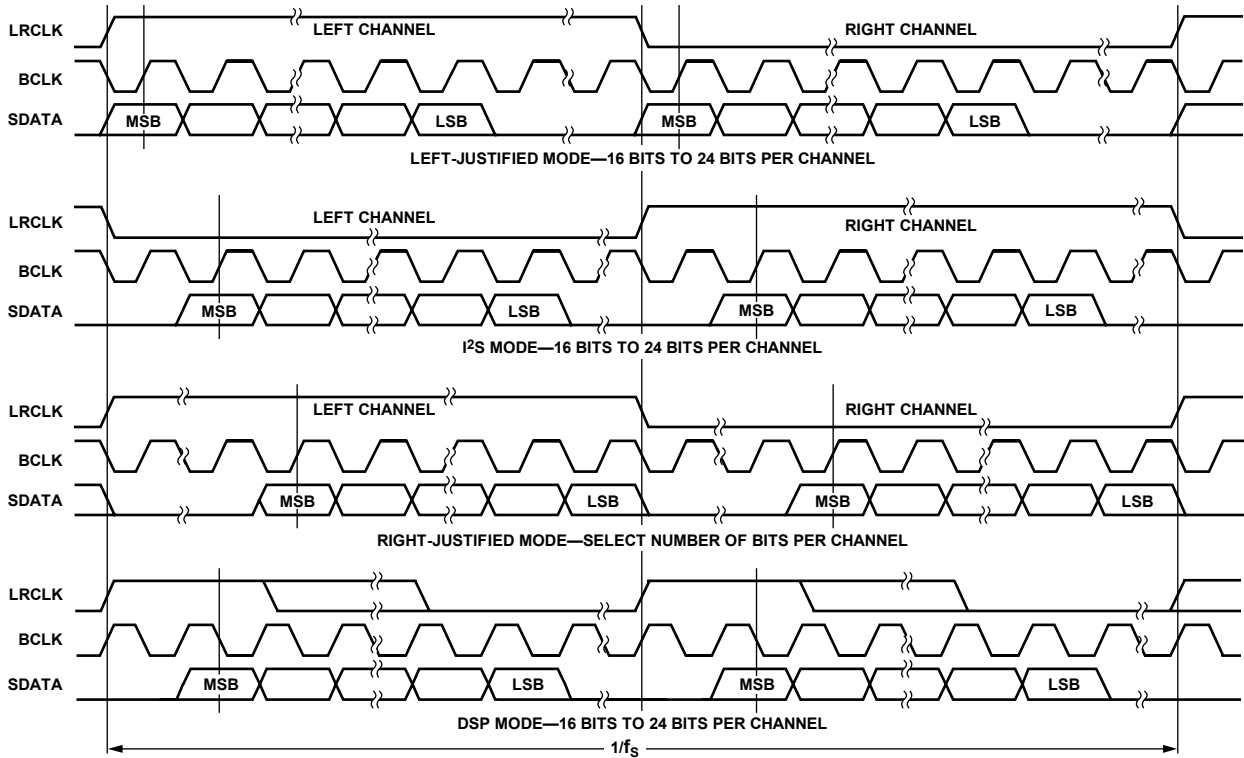 LRCLK LEFT CHANNEL RIGHT CHANNEL
BCLK
SDATA MSB LSB MSB LSB
LEFT-JUSTIFIED MODE—16 BITS TO 24 BITS PER CHANNEL
LRCLK LEFT CHANNEL RIGHT CHANNEL
BCLK
SDATA MSB LSB MSB LSB
I²S MODE—16 BITS TO 24 BITS PER CHANNEL
LRCLK LEFT CHANNEL RIGHT CHANNEL
BCLK
SDATA MSB LSB MSB LSB
RIGHT-JUSTIFIED MODE—SELECT NUMBER OF BITS PER CHANNEL
LRCLK
BCLK
SDATA MSB LSB MSB LSB
DSP MODE—16 BITS TO 24 BITS PER CHANNEL
1/fS